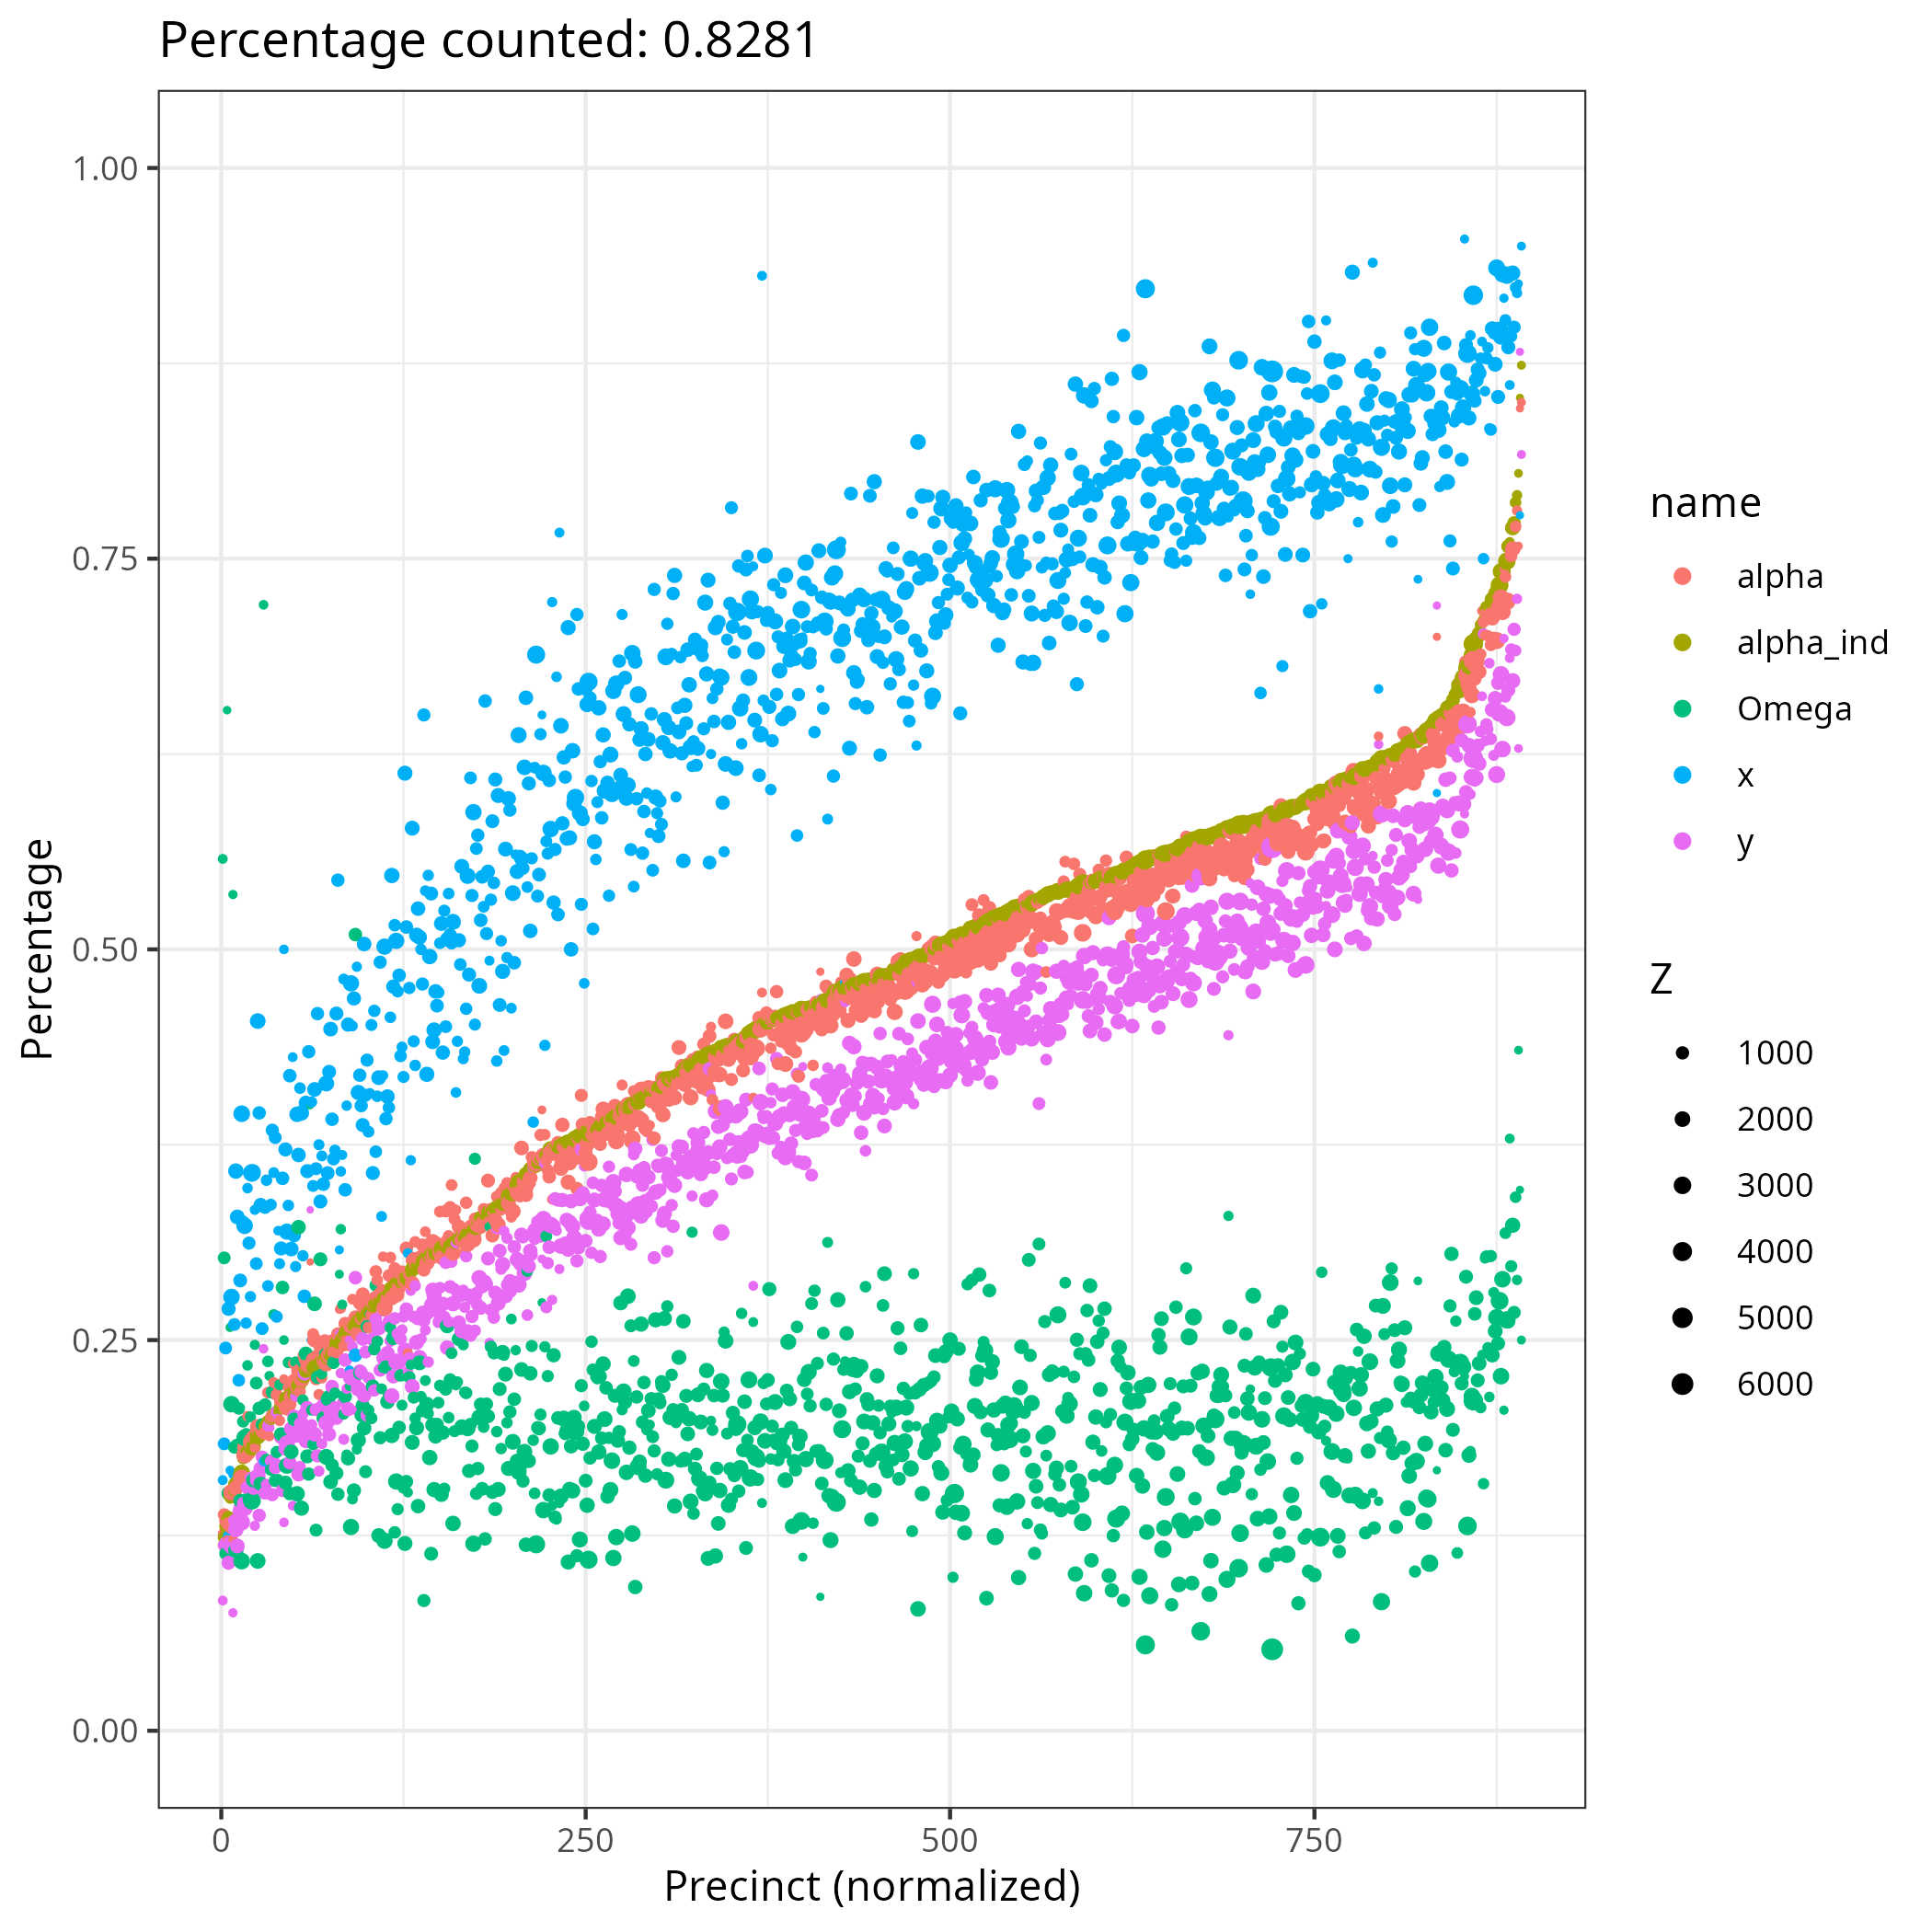 Percentage counted: 0.8281
1.00
0.75
0.50
0.25
0.00
Percentage
0
250
500
750
Precinct (normalized)
name
alpha
alpha_ind
Omega
x
y
Z
1000
2000
3000
4000
5000
6000